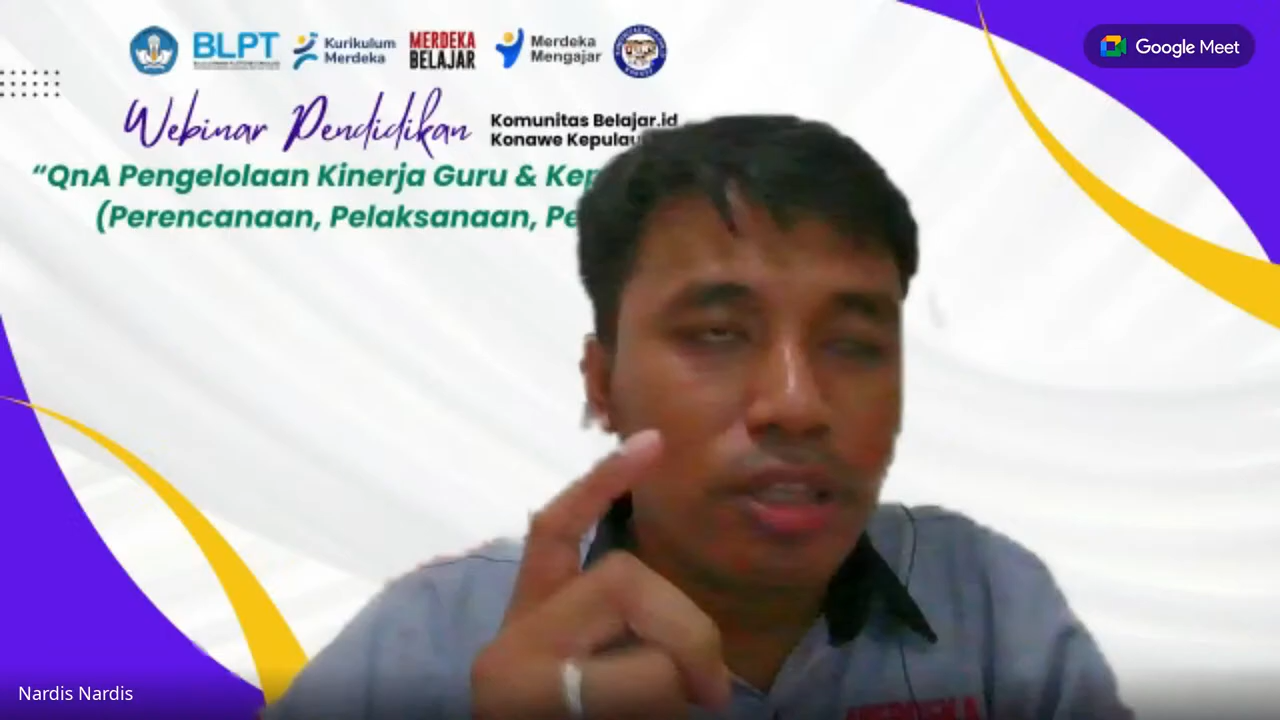 BLPT
Kurikulum
Merdeka
MERDEKA
BELAJAR
Merdeka
Mengajar
Google Meet
Webinar Pendidikan
Komunitas Belajar.id
Konawe Kepulau
“QnA Pengelolaan Kinerja Guru & Kep
(Perencanaan, Pelaksanaan, Pe
MERDEKA
Nardis Nardis